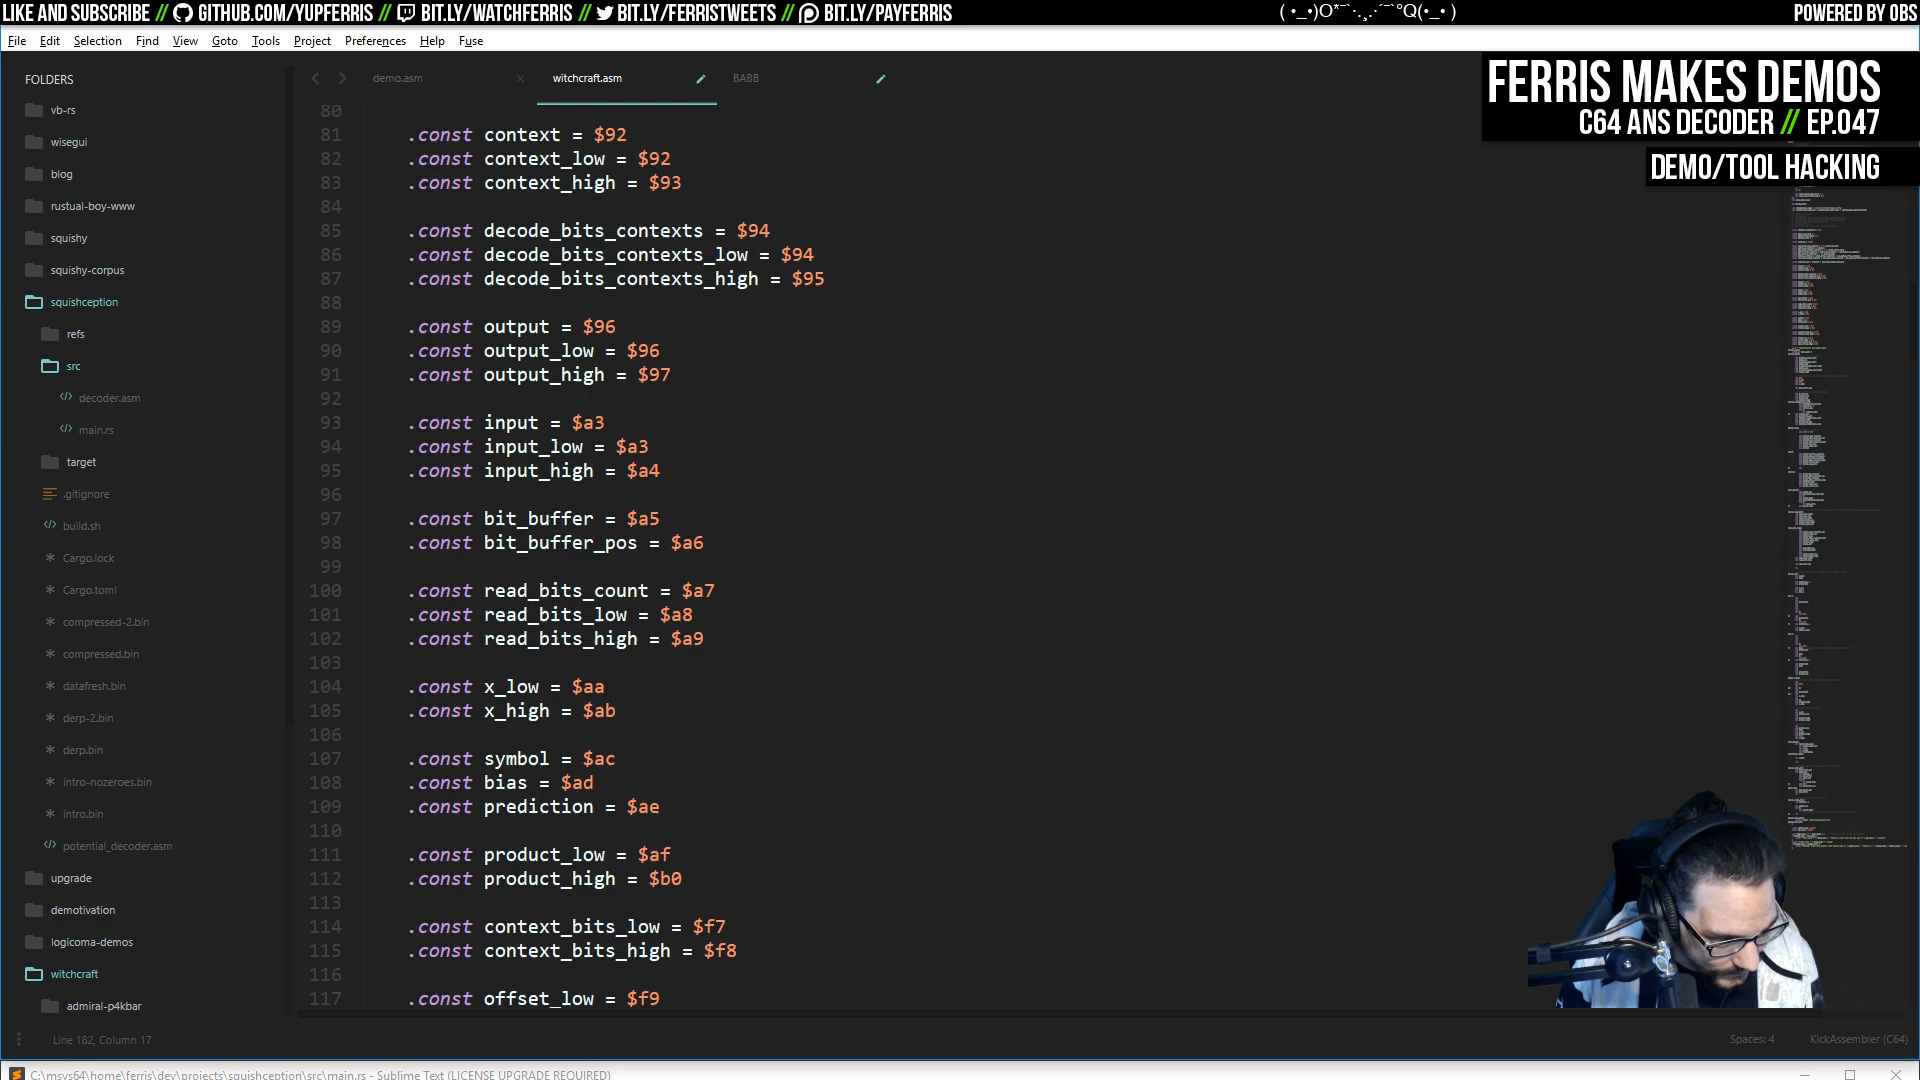 LIKE AND SUBSCRIBE // GITHUB.COM/YUPFERRIS // BIT.LY/WATCHFERRIS // BIT.LY/FERRISTWEETS // BIT.LY/PAYFERRIS
POWERED BY OBS
File Edit Selection Find View Goto Tools Project Preferences Help Fuse
FERRIS MAKES DEMOS
C64 ANS DECODER // EP.047
DEMO/TOOL HACKING
FOLDERS
vb-rs
wisegui
blog
rustual-boy-www
squishy
squishy-corpus
squishception
refs
src
decoder.asm
main.rs
target
.gitignore
build.sh
Cargo.lock
Cargo.toml
compressed-2.bin
compressed.bin
datafresh.bin
derp-2.bin
derp.bin
intro-nozeroes.bin
intro.bin
potential_decoder.asm
upgrade
demotivation
logicoma-demos
witchcraft
admiral-p4kbar
demo.asm witchcraft.asm BABB
80
81 .const context = $92
82 .const context_low = $92
83 .const context_high = $93
84
85 .const decode_bits_contexts = $94
86 .const decode_bits_contexts_low = $94
87 .const decode_bits_contexts_high = $95
88
89 .const output = $96
90 .const output_low = $96
91 .const output_high = $97
92
93 .const input = $a3
94 .const input_low = $a3
95 .const input_high = $a4
96
97 .const bit_buffer = $a5
98 .const bit_buffer_pos = $a6
99
100 .const read_bits_count = $a7
101 .const read_bits_low = $a8
102 .const read_bits_high = $a9
103
104 .const x_low = $aa
105 .const x_high = $ab
106
107 .const symbol = $ac
108 .const bias = $ad
109 .const prediction = $ae
110
111 .const product_low = $af
112 .const product_high = $b0
113
114 .const context_bits_low = $f7
115 .const context_bits_high = $f8
116
117 .const offset_low = $f9
Line 182, Column 17
Spaces: 4
KickAssembler (C64)
C:\msys64\home\ferris\dev\projects\squishception\src\main.rs - Sublime Text (LICENSE UPGRADE REQUIRED)